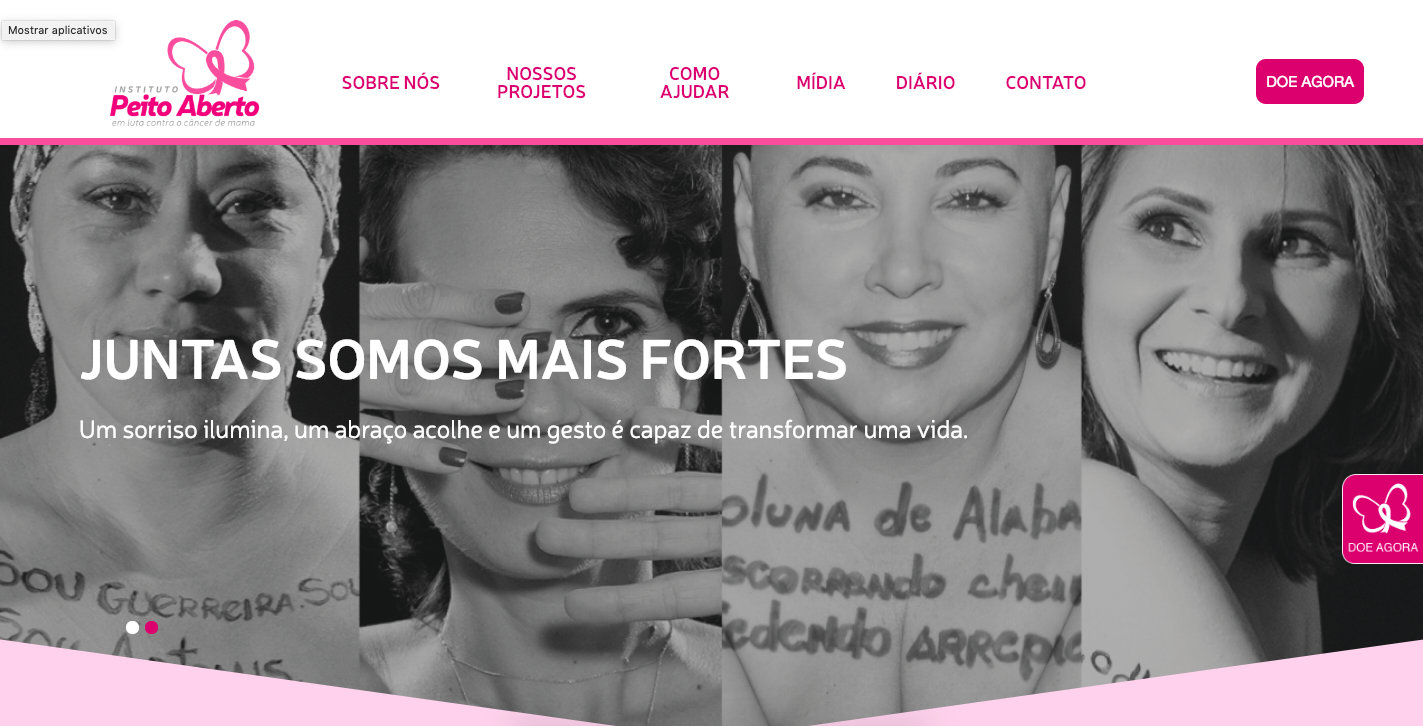 Mostrar aplicativos
INSTITUTO
Peito Aberto
em luta contra o câncer de mama
SOBRE NÓS
NOSSOS
PROJETOS
COMO
AJUDAR
MÍDIA
DIÁRIO
CONTATO
DOE AGORA
JUNTAS SOMOS MAIS FORTES
Um sorriso ilumina, um abraço acolhe e um gesto é capaz de transformar uma vida.
DOE AGORA
SOU GUERREIRA. SOU
SOU
oluna de Alaba
scorrendo chei
edendo arrepic